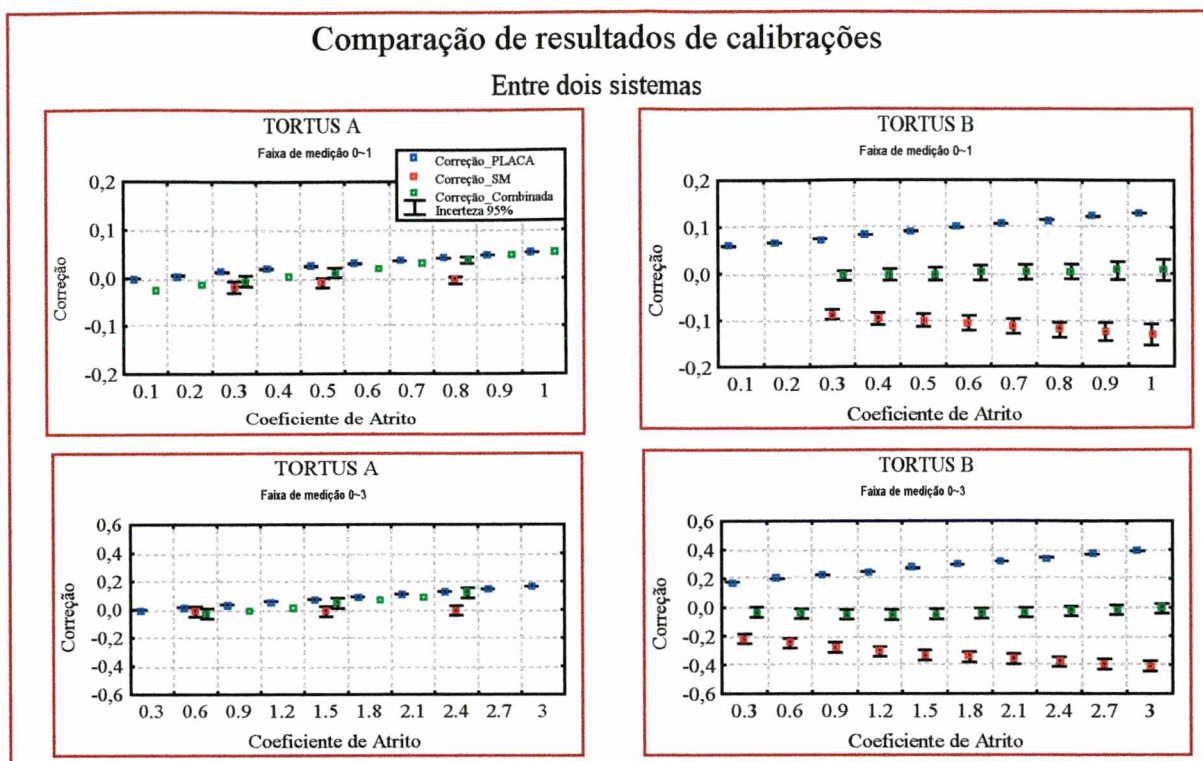 Comparação de resultados de calibrações
Entre dois sistemas
TORTUS A
Faixa de medição 0~1
Correção_PLACA
Correção_SM
Correção_Combinada
Incerteza 95%
0,2
0,1
0,0
-0,1
-0,2
Correção
0.1 0.2 0.3 0.4 0.5 0.6 0.7 0.8 0.9 1
Coeficiente de Atrito
TORTUS B
Faixa de medição 0~1
0,2
0,1
0,0
-0,1
-0,2
Correção
0.1 0.2 0.3 0.4 0.5 0.6 0.7 0.8 0.9 1
Coeficiente de Atrito
TORTUS A
Faixa de medição 0~3
0,6
0,4
0,2
0,0
-0,2
-0,4
-0,6
Correção
0.3 0.6 0.9 1.2 1.5 1.8 2.1 2.4 2.7 3
Coeficiente de Atrito
TORTUS B
Faixa de medição 0~3
0,6
0,4
0,2
0,0
-0,2
-0,4
-0,6
Correção
0.3 0.6 0.9 1.2 1.5 1.8 2.1 2.4 2.7 3
Coeficiente de Atrito